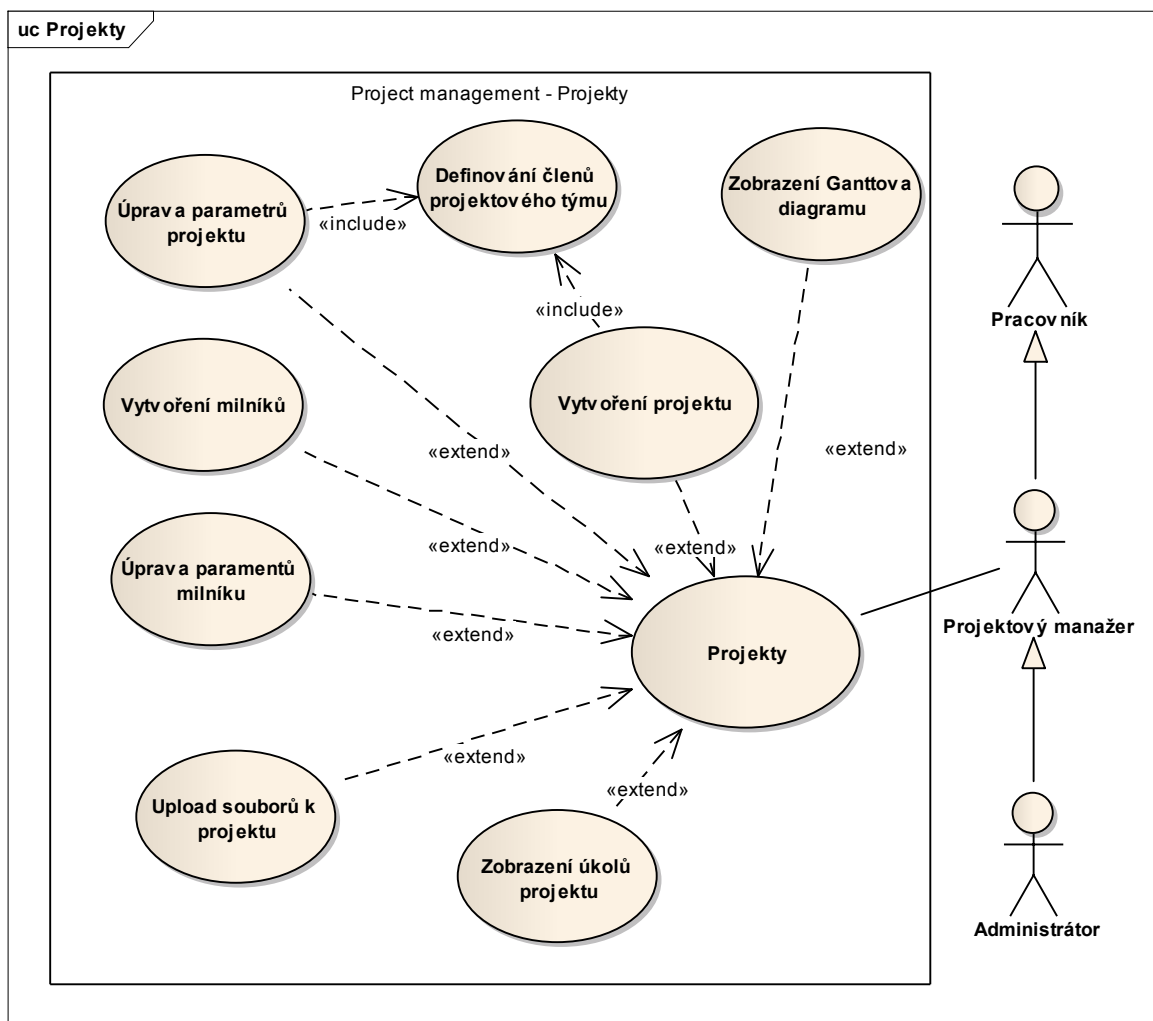 uc Projekty
Project management - Projekty
Úprava parametrů
projektu
«include»
Definování členů
projektového týmu
Zobrazení Ganttova
diagramu
«include»
Pracovník
Vytvoření milníků
Vytvoření projektu
«extend»
«extend»
«extend»
«extend»
Úprava paramentů
milníku
«extend»
Projekty
Projektový manažer
«extend»
«extend»
Upload souborů k
projektu
Zobrazení úkolů
projektu
Administrátor